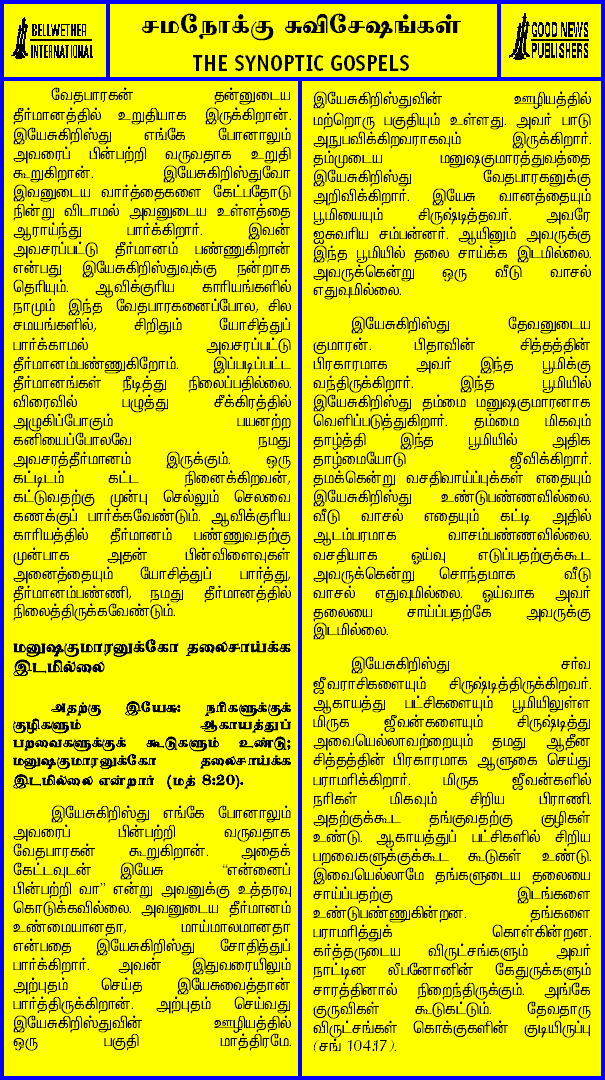 BELLWETHER
INTERNATIONAL
சமநோக்கு சுவிசேஷங்கள்
THE SYNOPTIC GOSPELS
GOOD NEWS
PUBLISHERS
வேதபாரகன் தன்னுடைய
தீர்மானத்தில் உறுதியாக இருக்கிறான்.
இயேசுகிறிஸ்து எங்கே போனாலும்
அவரைப் பின்பற்றி வருவதாக உறுதி
கூறுகிறான். இயேசுகிறிஸ்துவோ
இவனுடைய வார்த்தைகளை கேட்பதோடு
நின்று விடாமல் அவனுடைய உள்ளத்தை
ஆராய்ந்து பார்க்கிறார். இவன்
அவசரப்பட்டு தீர்மானம் பண்ணுகிறான்
என்பது இயேசுகிறிஸ்துவுக்கு நன்றாக
தெரியும். ஆவிக்குரிய காரியங்களில்
நாமும் இந்த வேதபாரகனைப்போல, சில
சமயங்களில், சிறிதும் யோசித்துப்
பார்க்காமல் அவசரப்பட்டு
தீர்மானம்பண்ணுகிறோம். இப்படிப்பட்ட
தீர்மானங்கள் நீடித்து நிலைப்பதில்லை.
விரைவில் பழுத்து சீக்கிரத்தில்
அழுகிப்போகும் பயனற்ற
கனியைப்போலவே நமது
அவசரத்தீர்மானம் இருக்கும். ஒரு
கட்டிடம் கட்ட நினைக்கிறவன்,
கட்டுவதற்கு முன்பு செல்லும் செலவை
கணக்குப் பார்க்கவேண்டும். ஆவிக்குரிய
காரியத்தில் தீர்மானம் பண்ணுவதற்கு
முன்பாக அதன் பின்விளைவுகள்
அனைத்தையும் யோசித்துப் பார்த்து,
தீர்மானம்பண்ணி, நமது தீர்மானத்தில்
நிலைத்திருக்கவேண்டும்.
மனுஷகுமாரனுக்கோ தலைசாய்க்க
இடமில்லை
அதற்கு இயேசு: நரிகளுக்குக்
குழிகளும் ஆகாயத்துப்
பறவைகளுக்குக் கூடுகளும் உண்டு;
மனுஷகுமாரனுக்கோ தலைசாய்க்க
இடமில்லை என்றார் (மத் 8:20).
இயேசுகிறிஸ்து எங்கே போனாலும்
அவரைப் பின்பற்றி வருவதாக
வேதபாரகன் கூறுகிறான். அதைக்
கேட்டவுடன் இயேசு "என்னைப்
பின்பற்றி வா" என்று அவனுக்கு உத்தரவு
கொடுக்கவில்லை. அவனுடைய தீர்மானம்
உண்மையானதா, மாய்மாலமானதா
என்பதை இயேசுகிறிஸ்து சோதித்துப்
பார்க்கிறார். அவன் இதுவரையிலும்
அற்புதம் செய்த இயேசுவைத்தான்
பார்த்திருக்கிறான். அற்புதம் செய்வது
இயேசுகிறிஸ்துவின் ஊழியத்தில்
ஒரு பகுதி மாத்திரமே.
இயேசுகிறிஸ்துவின் ஊழியத்தில்
மற்றொரு பகுதியும் உள்ளது. அவர் பாடு
அநுபவிக்கிறவராகவும் இருக்கிறார்.
தம்முடைய மனுஷகுமாரத்துவத்தை
இயேசுகிறிஸ்து வேதபாரகனுக்கு
அறிவிக்கிறார். இயேசு வானத்தையும்
பூமியையும் சிருஷ்டித்தவர். அவரே
ஐசுவரிய சம்பன்னர். ஆயினும் அவருக்கு
இந்த பூமியில் தலை சாய்க்க இடமில்லை.
அவருக்கென்று ஒரு வீடு வாசல்
எதுவுமில்லை.
இயேசுகிறிஸ்து தேவனுடைய
குமாரன். பிதாவின் சித்தத்தின்
பிரகாரமாக அவர் இந்த பூமிக்கு
வந்திருக்கிறார். இந்த பூமியில்
இயேசுகிறிஸ்து தம்மை மனுஷகுமாரனாக
வெளிப்படுத்துகிறார். தம்மை மிகவும்
தாழ்த்தி இந்த பூமியில் அதிக
தாழ்மையோடு ஜீவிக்கிறார்.
தமக்கென்று வசதிவாய்ப்புக்கள் எதையும்
இயேசுகிறிஸ்து உண்டுபண்ணவில்லை.
வீடு வாசல் எதையும் கட்டி அதில்
ஆடம்பரமாக வாசம்பண்ணவில்லை.
வசதியாக ஓய்வு எடுப்பதற்குக்கூட
அவருக்கென்று சொந்தமாக வீடு
வாசல் எதுவுமில்லை. ஓய்வாக அவர்
தலையை சாய்ப்பதற்கே அவருக்கு
இடமில்லை.
இயேசுகிறிஸ்து சர்வ
ஜீவராசிகளையும் சிருஷ்டித்திருக்கிறவர்.
ஆகாயத்து பட்சிகளையும் பூமியிலுள்ள
மிருக ஜீவன்களையும் சிருஷ்டித்து
அவையெல்லாவற்றையும் தமது ஆதீன
சித்தத்தின் பிரகாரமாக ஆளுகை செய்து
பராமரிக்கிறார். மிருக ஜீவன்களில்
நரிகள் மிகவும் சிறிய பிராணி.
அதற்குக்கூட தங்குவதற்கு குழிகள்
உண்டு. ஆகாயத்துப் பட்சிகளில் சிறிய
பறவைகளுக்குக்கூட கூடுகள் உண்டு.
இவையெல்லாமே தங்களுடைய தலையை
சாய்ப்பதற்கு இடங்களை
உண்டுபண்ணுகின்றன. தங்களை
பராமரித்துக் கொள்கின்றன.
கர்த்தருடைய விருட்சங்களும் அவர்
நாட்டின லீபனோனின் கேதுருக்களும்
சாரத்தினால் நிறைந்திருக்கும். அங்கே
குருவிகள் கூடுகட்டும். தேவதாரு
விருட்சங்கள் கொக்குகளின் குடியிருப்பு
(சங் 104:17).